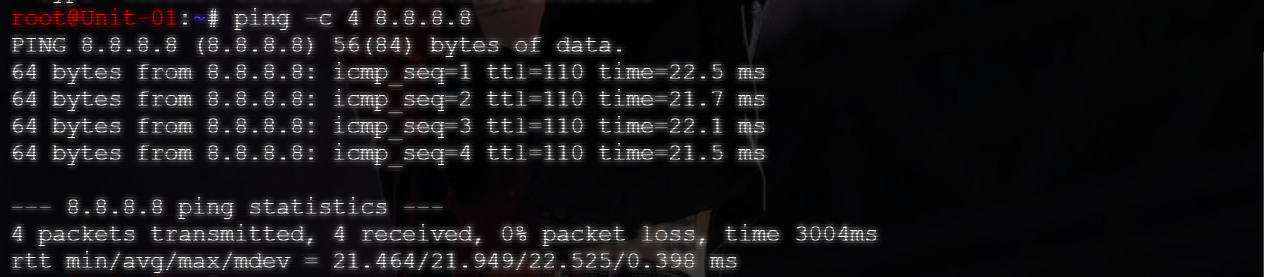 root@Unit-01:~# ping -c 4 8.8.8.8
PING 8.8.8.8 (8.8.8.8) 56(84) bytes of data.
64 bytes from 8.8.8.8: icmp_seq=1 ttl=110 time=22.5 ms
64 bytes from 8.8.8.8: icmp_seq=2 ttl=110 time=21.7 ms
64 bytes from 8.8.8.8: icmp_seq=3 ttl=110 time=22.1 ms
64 bytes from 8.8.8.8: icmp_seq=4 ttl=110 time=21.5 ms
--- 8.8.8.8 ping statistics ---
4 packets transmitted, 4 received, 0% packet loss, time 3004ms
rtt min/avg/max/mdev = 21.464/21.949/22.525/0.398 ms